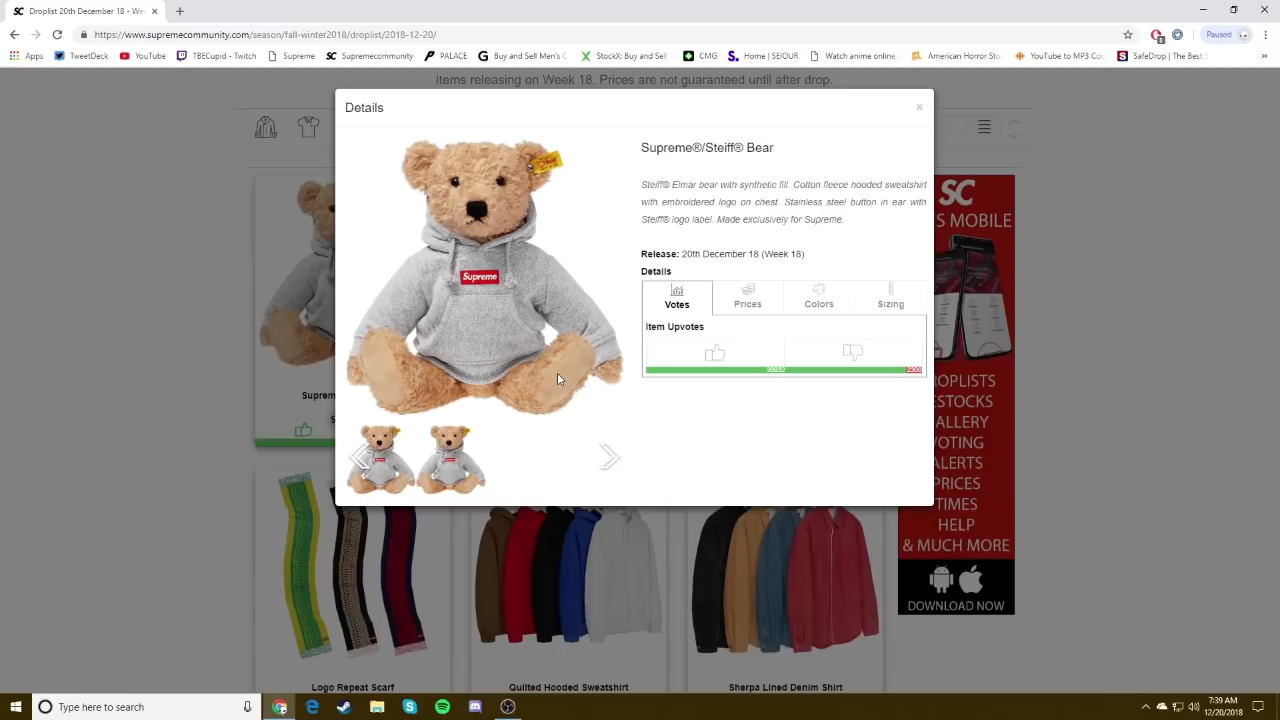 Droplist 20th December 18 - We
https://www.supremecommunity.com/season/fall-winter2018/droplist/2018-12-20/
Paused
Apps
TweetDeck
YouTube
TBECupid - Twitch
Supreme
Supremecommunity
PALACE
Buy and Sell Men's C
StockX: Buy and Sell
CMG
Home | SEIOUR
Watch anime online,
American Horror Stor
YouTube to MP3 Con
SafeDrop | The Best S
Items releasing on Week 18. Prices are not guaranteed until after drop.
Details
×
Supreme®/Steiff® Bear
Steiff® Elmar bear with synthetic fill. Cotton fleece hooded sweatshirt
with embroidered logo on chest. Stainless steel button in ear with
Steiff® logo label. Made exclusively for Supreme.
Release: 20th December 18 (Week 18)
Details
Votes
Prices
Colors
Sizing
Item Upvotes
Supreme
Suprem
SC
S MOBILE
ROPLISTS
ESTOCKS
ALLERY
VOTING
ALERTS
PRICES
TIMES
HELP
& MUCH MORE
DOWNLOAD NOW
Logo Repeat Scarf
Quilted Hooded Sweatshirt
Sherpa Lined Denim Shirt
Type here to search
7:39 AM
12/20/2018